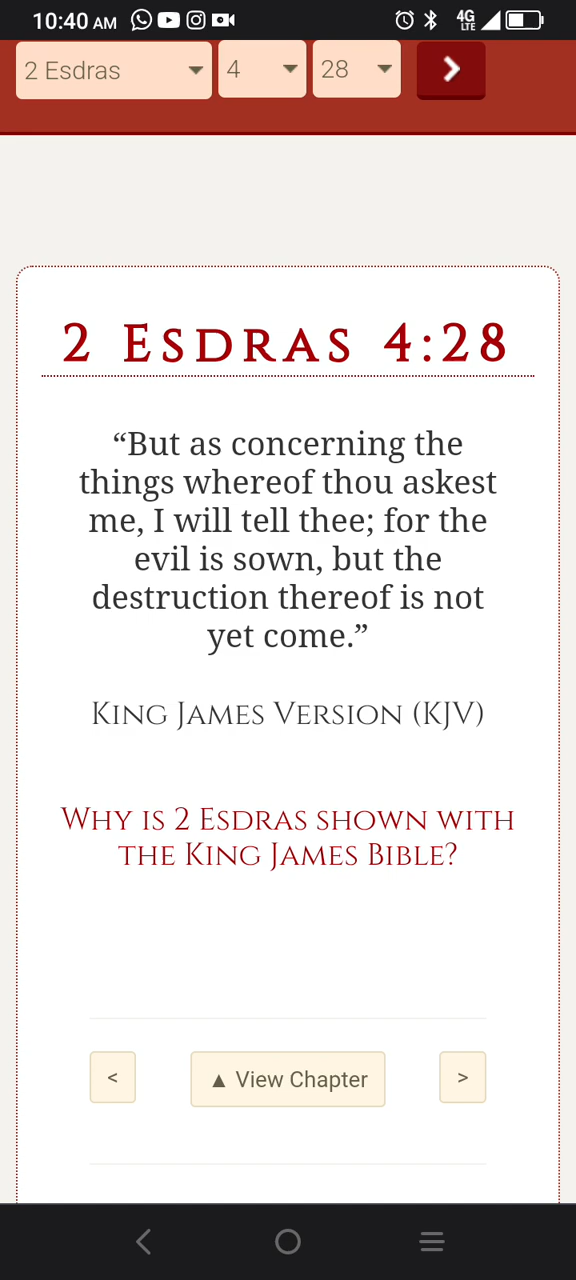 10:40 AM 4G LTE
2 Esdras 4 28
2 ESDRAS 4:28
“But as concerning the
things whereof thou askest
me, I will tell thee; for the
evil is sown, but the
destruction thereof is not
yet come.”
KING JAMES VERSION (KJV)
WHY IS 2 ESDRAS SHOWN WITH
THE KING JAMES BIBLE?
< ▲ View Chapter >